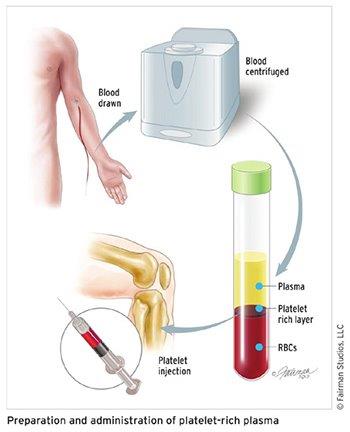 Blood
drawn
Blood
centrifuged
Plasma
Platelet
rich layer
RBCs
Platelet
injection
© Fairman Studios, LLC
Preparation and administration of platelet-rich plasma